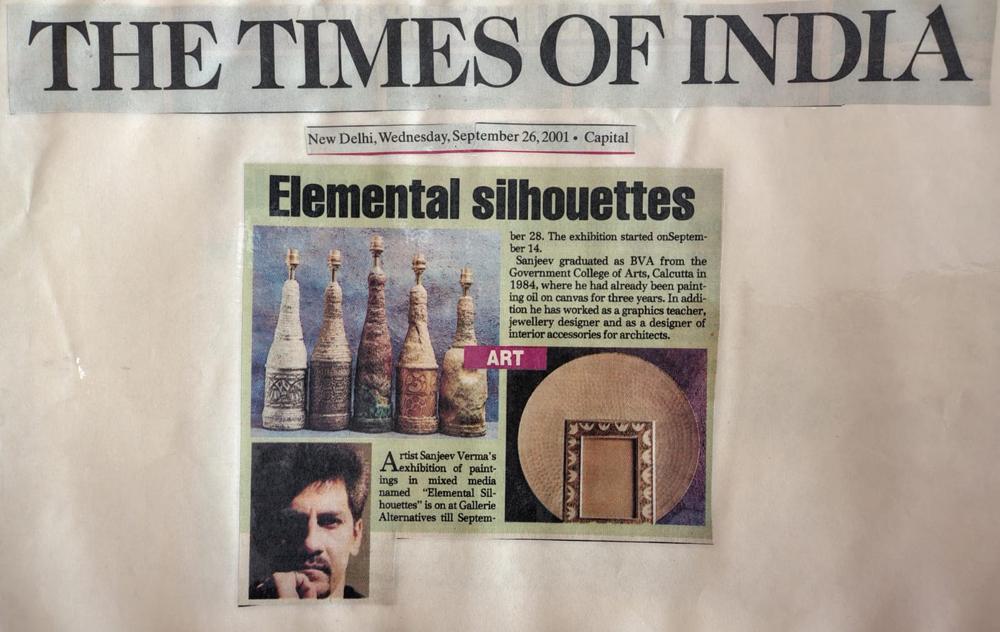 THE TIMES OF INDIA
New Delhi, Wednesday, September 26, 2001 • Capital
Elemental silhouettes
ART
Artist Sanjeev Verma's
exhibition of paint-
ings in mixed media
named "Elemental Sil-
houettes" is on at Gallerie
Alternatives till Septem-
ber 28. The exhibition started onSeptem-
ber 14.
Sanjeev graduated as BVA from the
Government College of Arts, Calcutta in
1984, where he had already been paint-
ing oil on canvas for three years. In addi-
tion he has worked as a graphics teacher,
jewellery designer and as a designer of
interior accessories for architects.